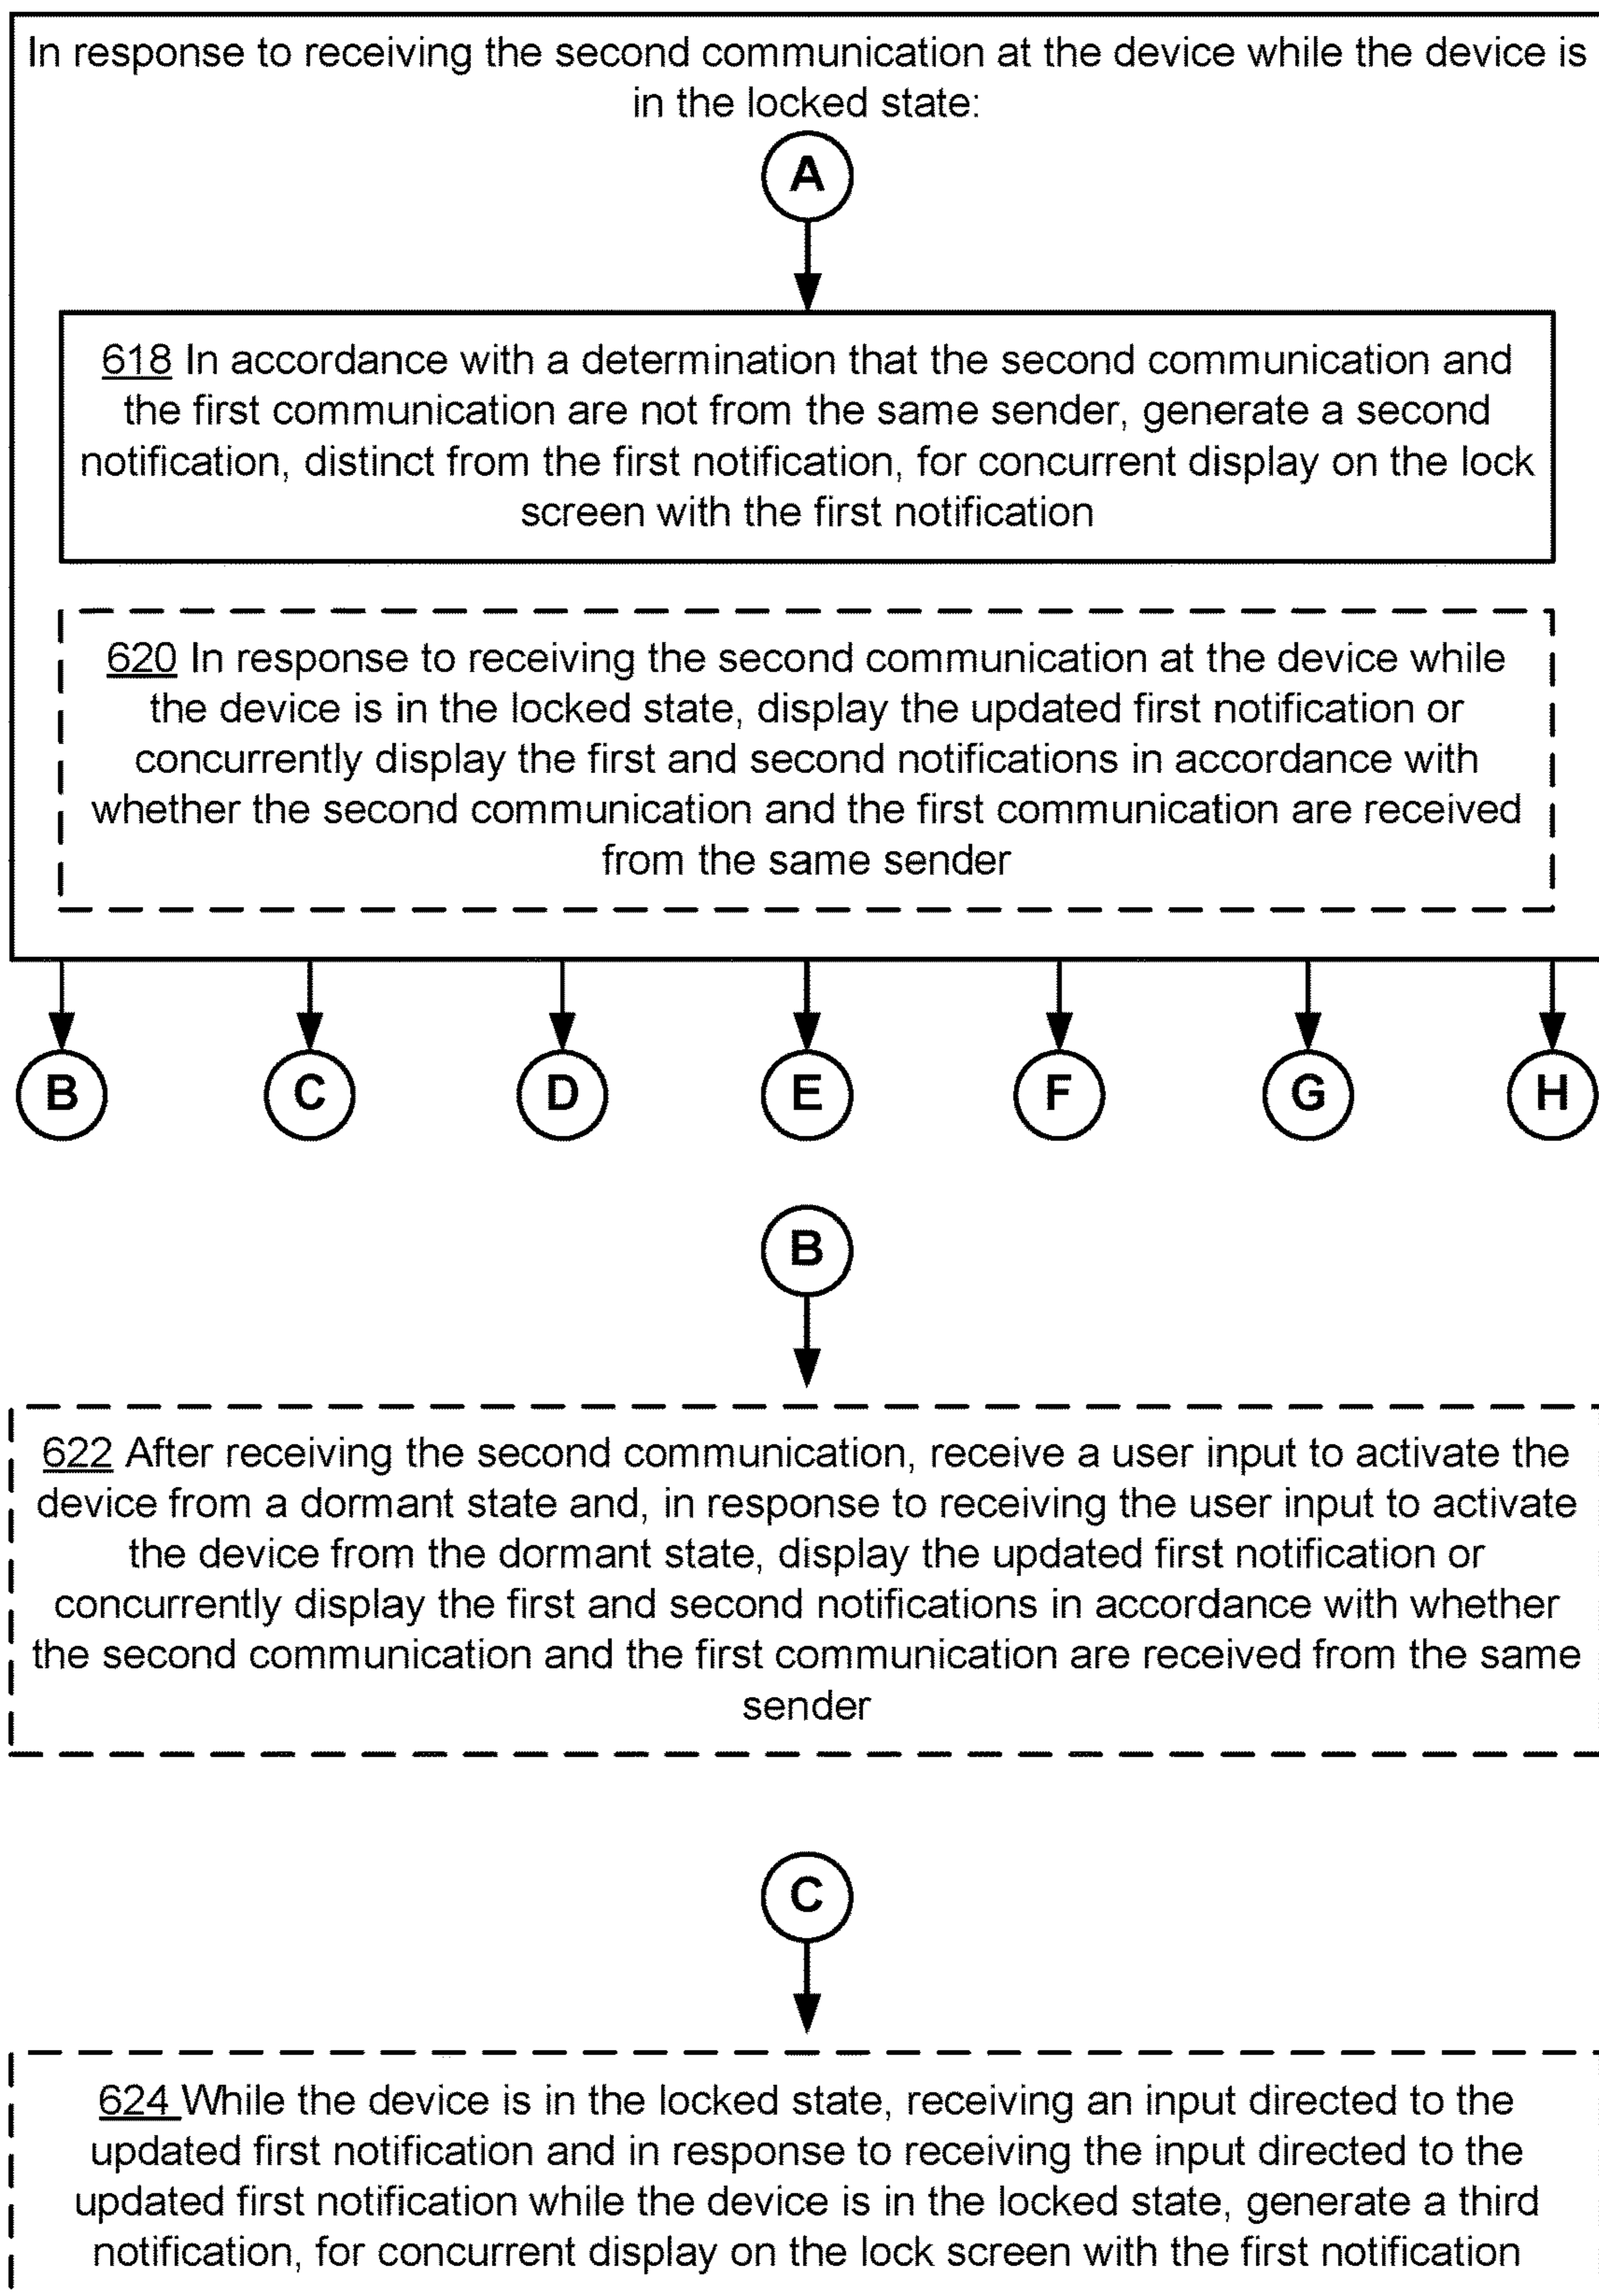 In response to receiving the second communication at the device while the device is
in the locked state:
A
618 In accordance with a determination that the second communication and
the first communication are not from the same sender, generate a second
notification, distinct from the first notification, for concurrent display on the lock
screen with the first notification
620 In response to receiving the second communication at the device while
the device is in the locked state, display the updated first notification or
concurrently display the first and second notifications in accordance with
whether the second communication and the first communication are received
from the same sender
B
C
D
E
F
G
H
B
622 After receiving the second communication, receive a user input to activate the
device from a dormant state and, in response to receiving the user input to activate
the device from the dormant state, display the updated first notification or
concurrently display the first and second notifications in accordance with whether
the second communication and the first communication are received from the same
sender
C
624 While the device is in the locked state, receiving an input directed to the
updated first notification and in response to receiving the input directed to the
updated first notification while the device is in the locked state, generate a third
notification, for concurrent display on the lock screen with the first notification